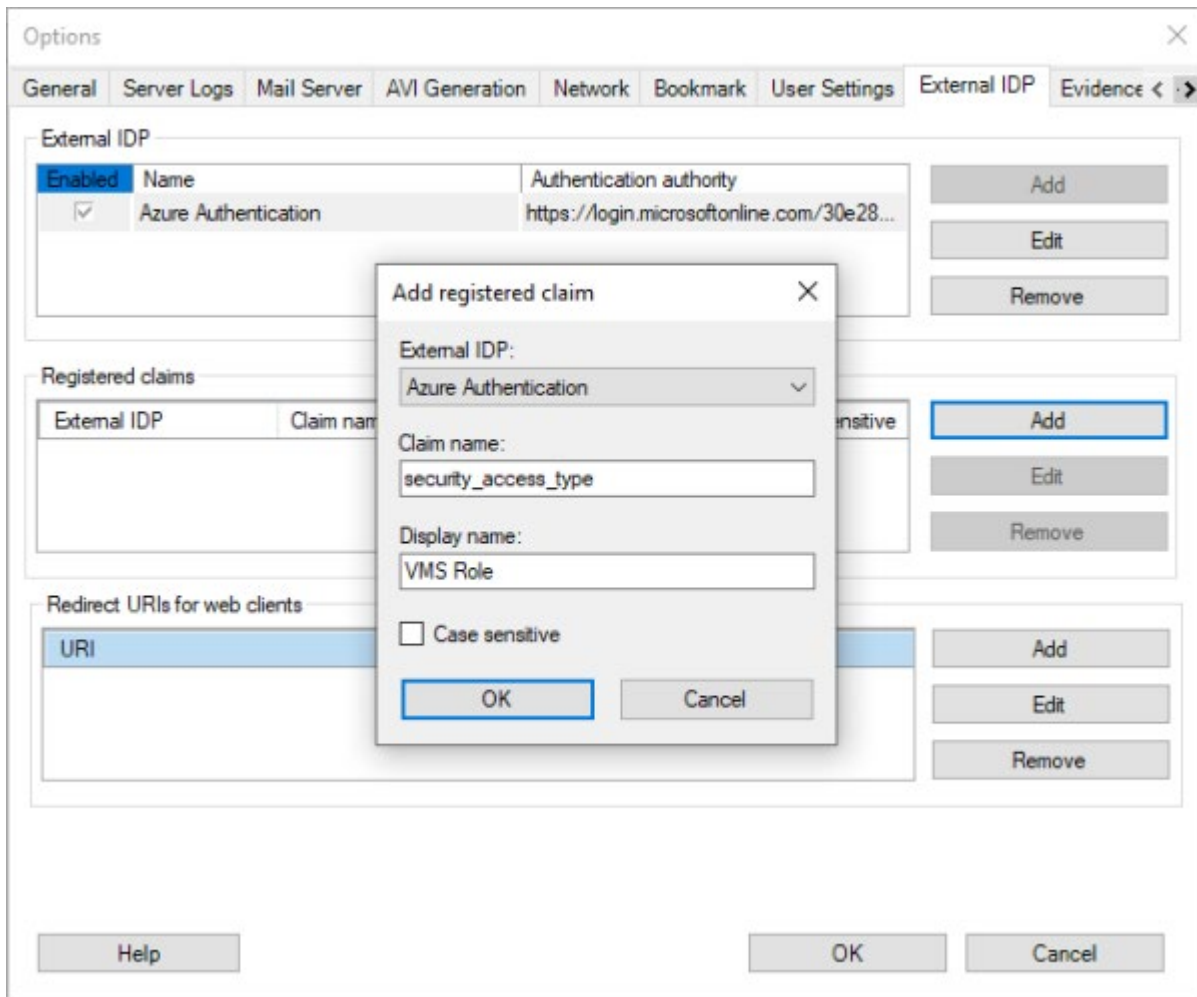 Options
General Server Logs Mail Server AVI Generation Network Bookmark User Settings External IDP Evidence
External IDP
Enabled Name Authentication authority
Azure Authentication https://login.microsoftonline.com/30e28...
Add
Edit
Remove
Registered claims
External IDP Claim nam ensitive
Add
Edit
Remove
Redirect URIs for web clients
URI
Add
Edit
Remove
Add registered claim
External IDP:
Azure Authentication
Claim name:
security_access_type
Display name:
VMS Role
Case sensitive
OK Cancel
Help OK Cancel